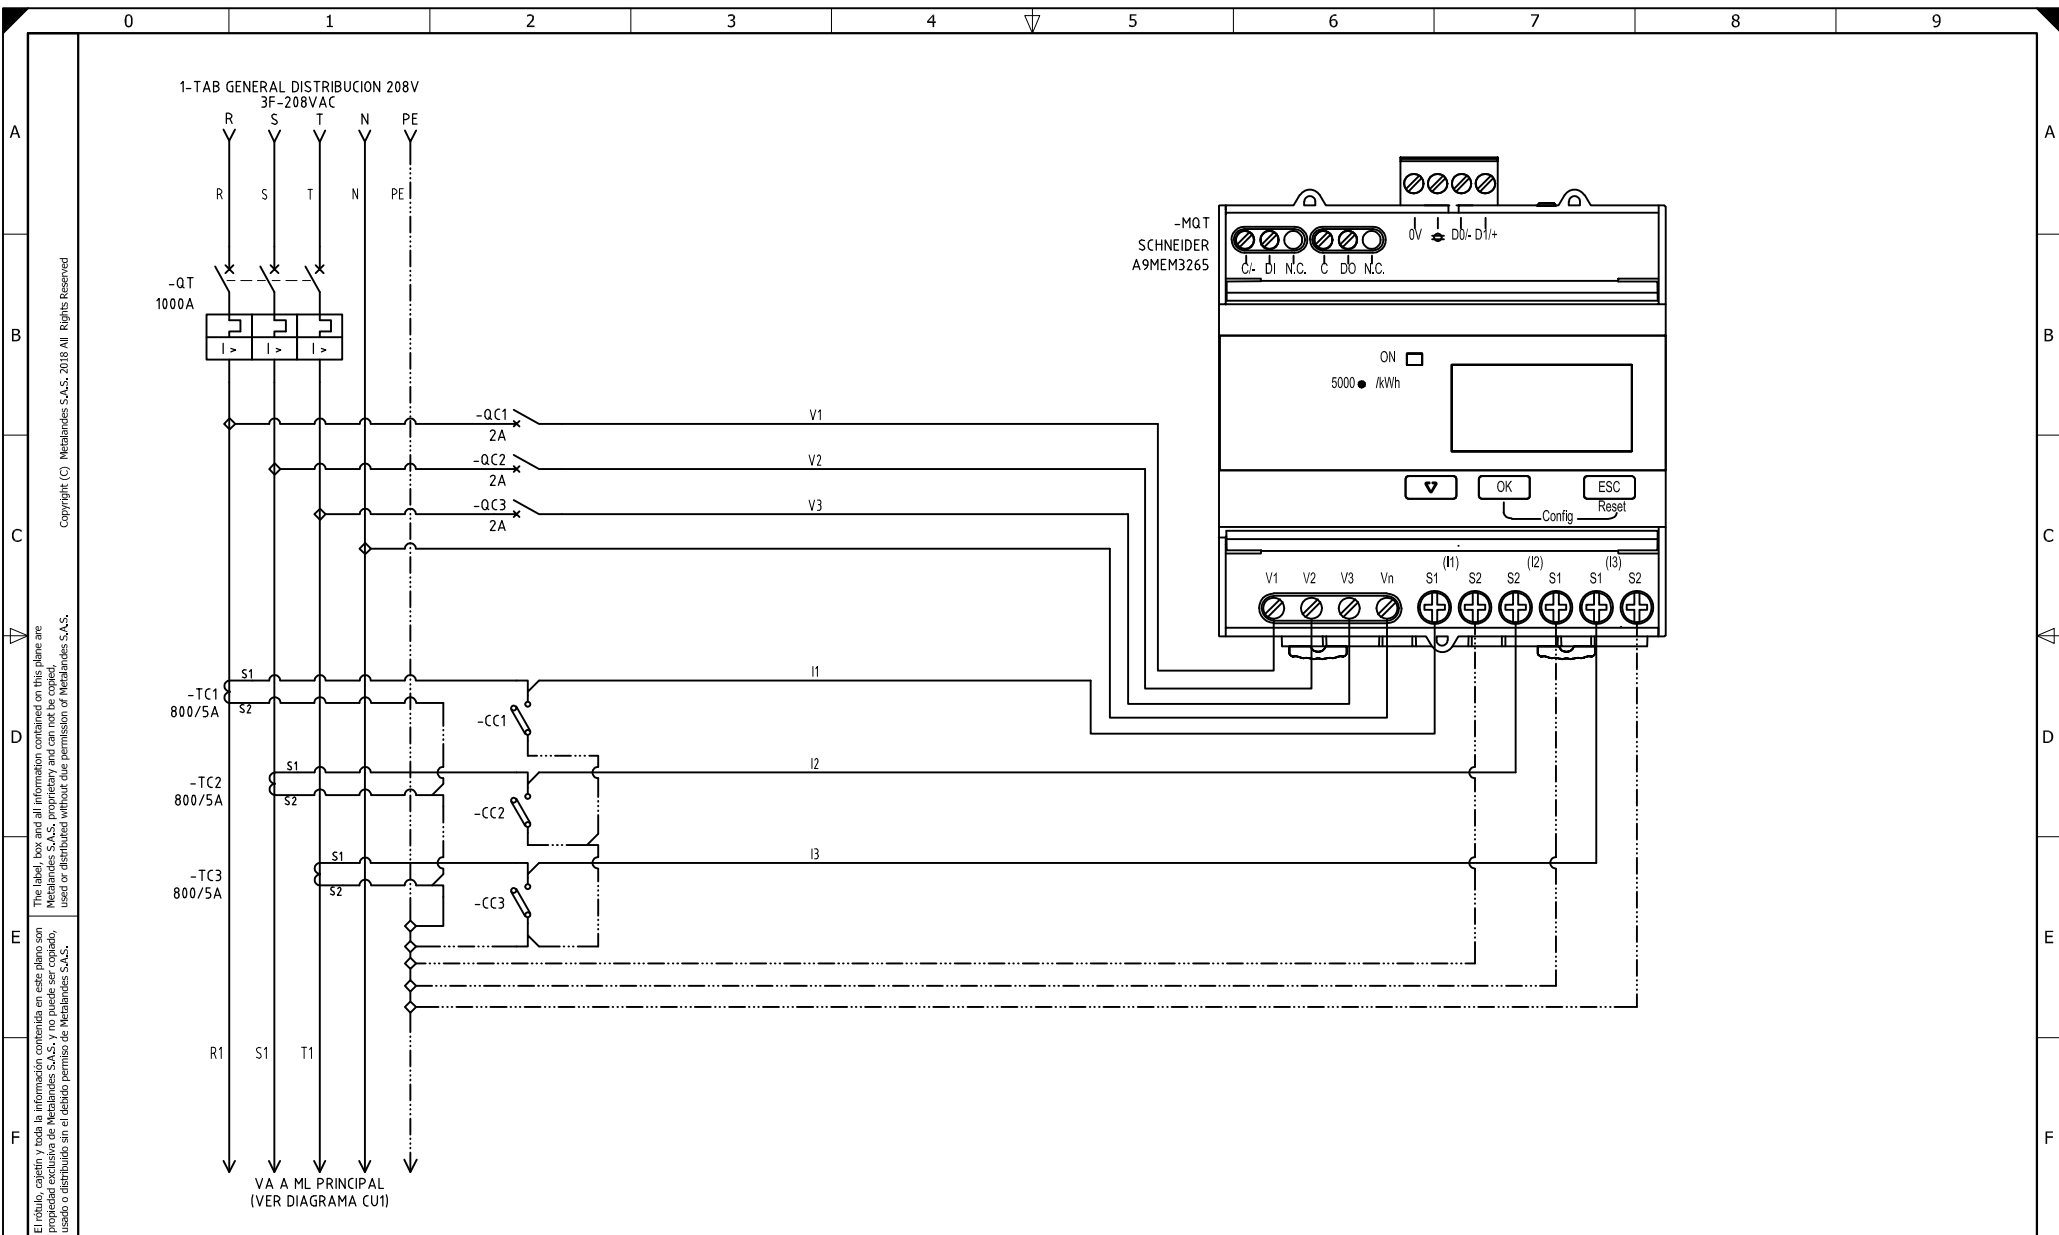 0 1 2 3 4 5 6 7 8 9
1-TAB GENERAL DISTRIBUCION 208V
3F-208VAC
R S T N PE
A A
R S T N PE
-QT
1000A
I > I > I >
B B
-QC1
2A
V1
-QC2
2A
V2
-QC3
2A
V3
C C
-MQT
SCHNEIDER
A9MEM3265
0V D0/- D1/+
C/- DI N.C. C DO N.C.
ON
5000 /kWh
OK ESC
Reset
Config
(I1) (I2) (I3)
V1 V2 V3 Vn S1 S2 S2 S1 S1 S2
-TC1
800/5A
S1
S2
-CC1
I1
D D
-TC2
800/5A
S1
S2
-CC2
I2
-TC3
800/5A
S1
S2
-CC3
I3
E E
R1 S1 T1
F F
VA A ML PRINCIPAL
(VER DIAGRAMA CU1)
Copyright (C) Metalandes S.A.S. 2018 All Rights Reserved
The label, box and all information contained on this plane are
Metalandes S.A.S. proprietary and can not be copied,
used or distributed without due permission of Metalandes S.A.S.
El rótulo, cajetín y toda la información contenida en este plano son
propiedad exclusiva de Metalandes S.A.S. y no puede ser copiado,
usado o distribuido sin el debido permiso de Metalandes S.A.S.